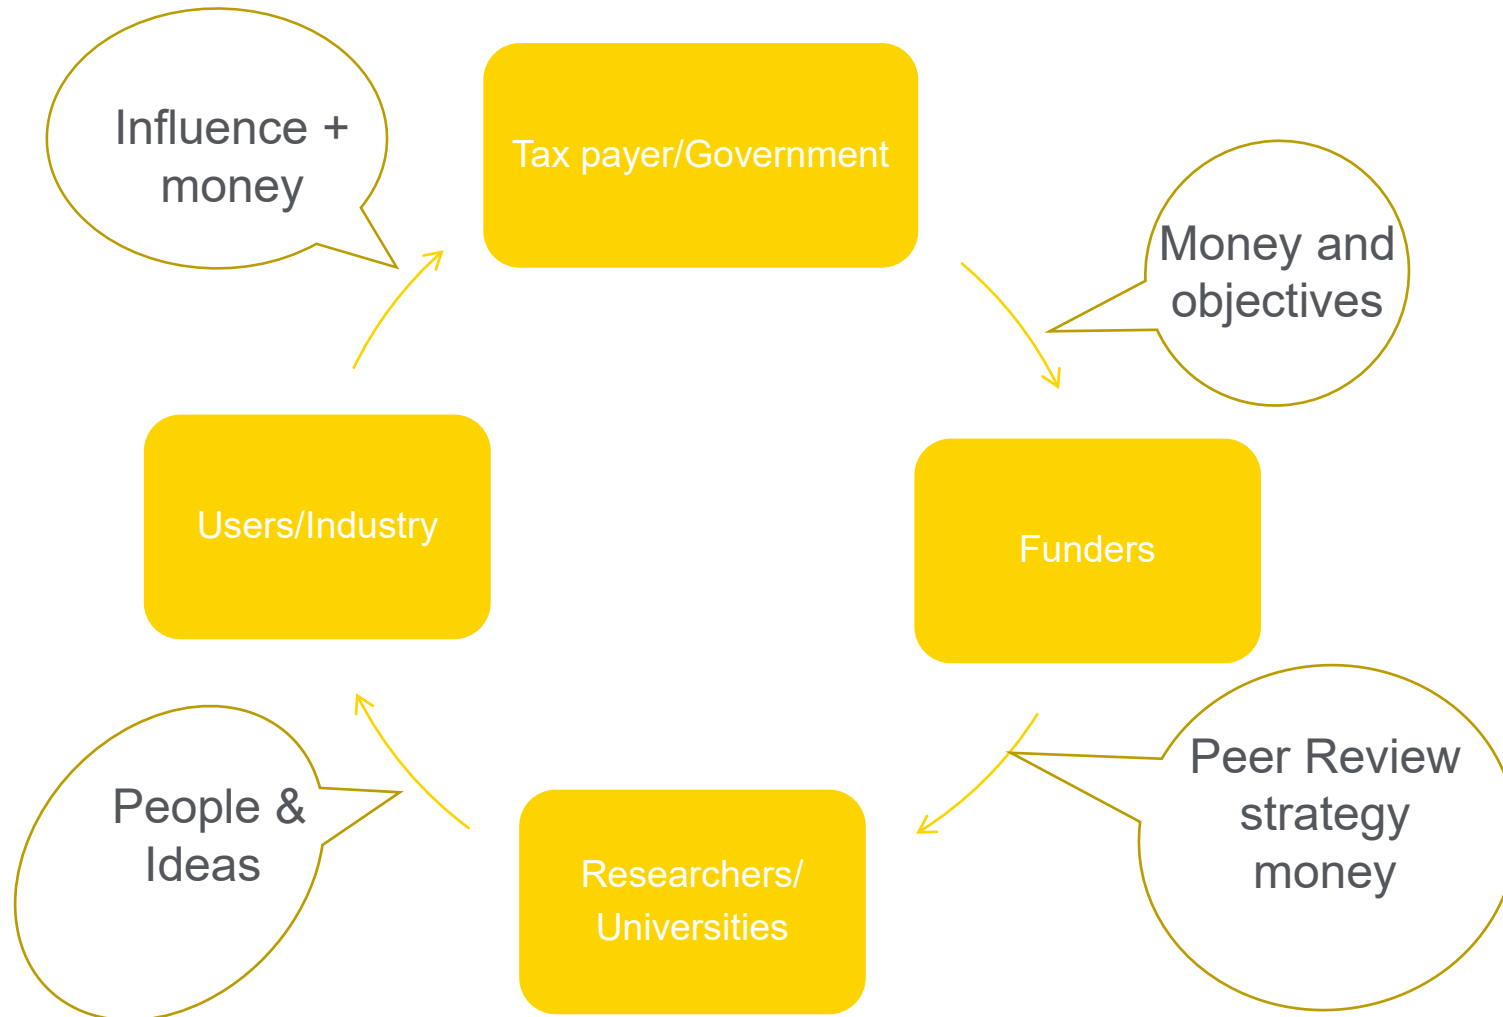 Influence +
money
Tax payer/Government
Money and
objectives
Users/Industry
Funders
People &
Ideas
Researchers/
Universities
Peer Review
strategy
money